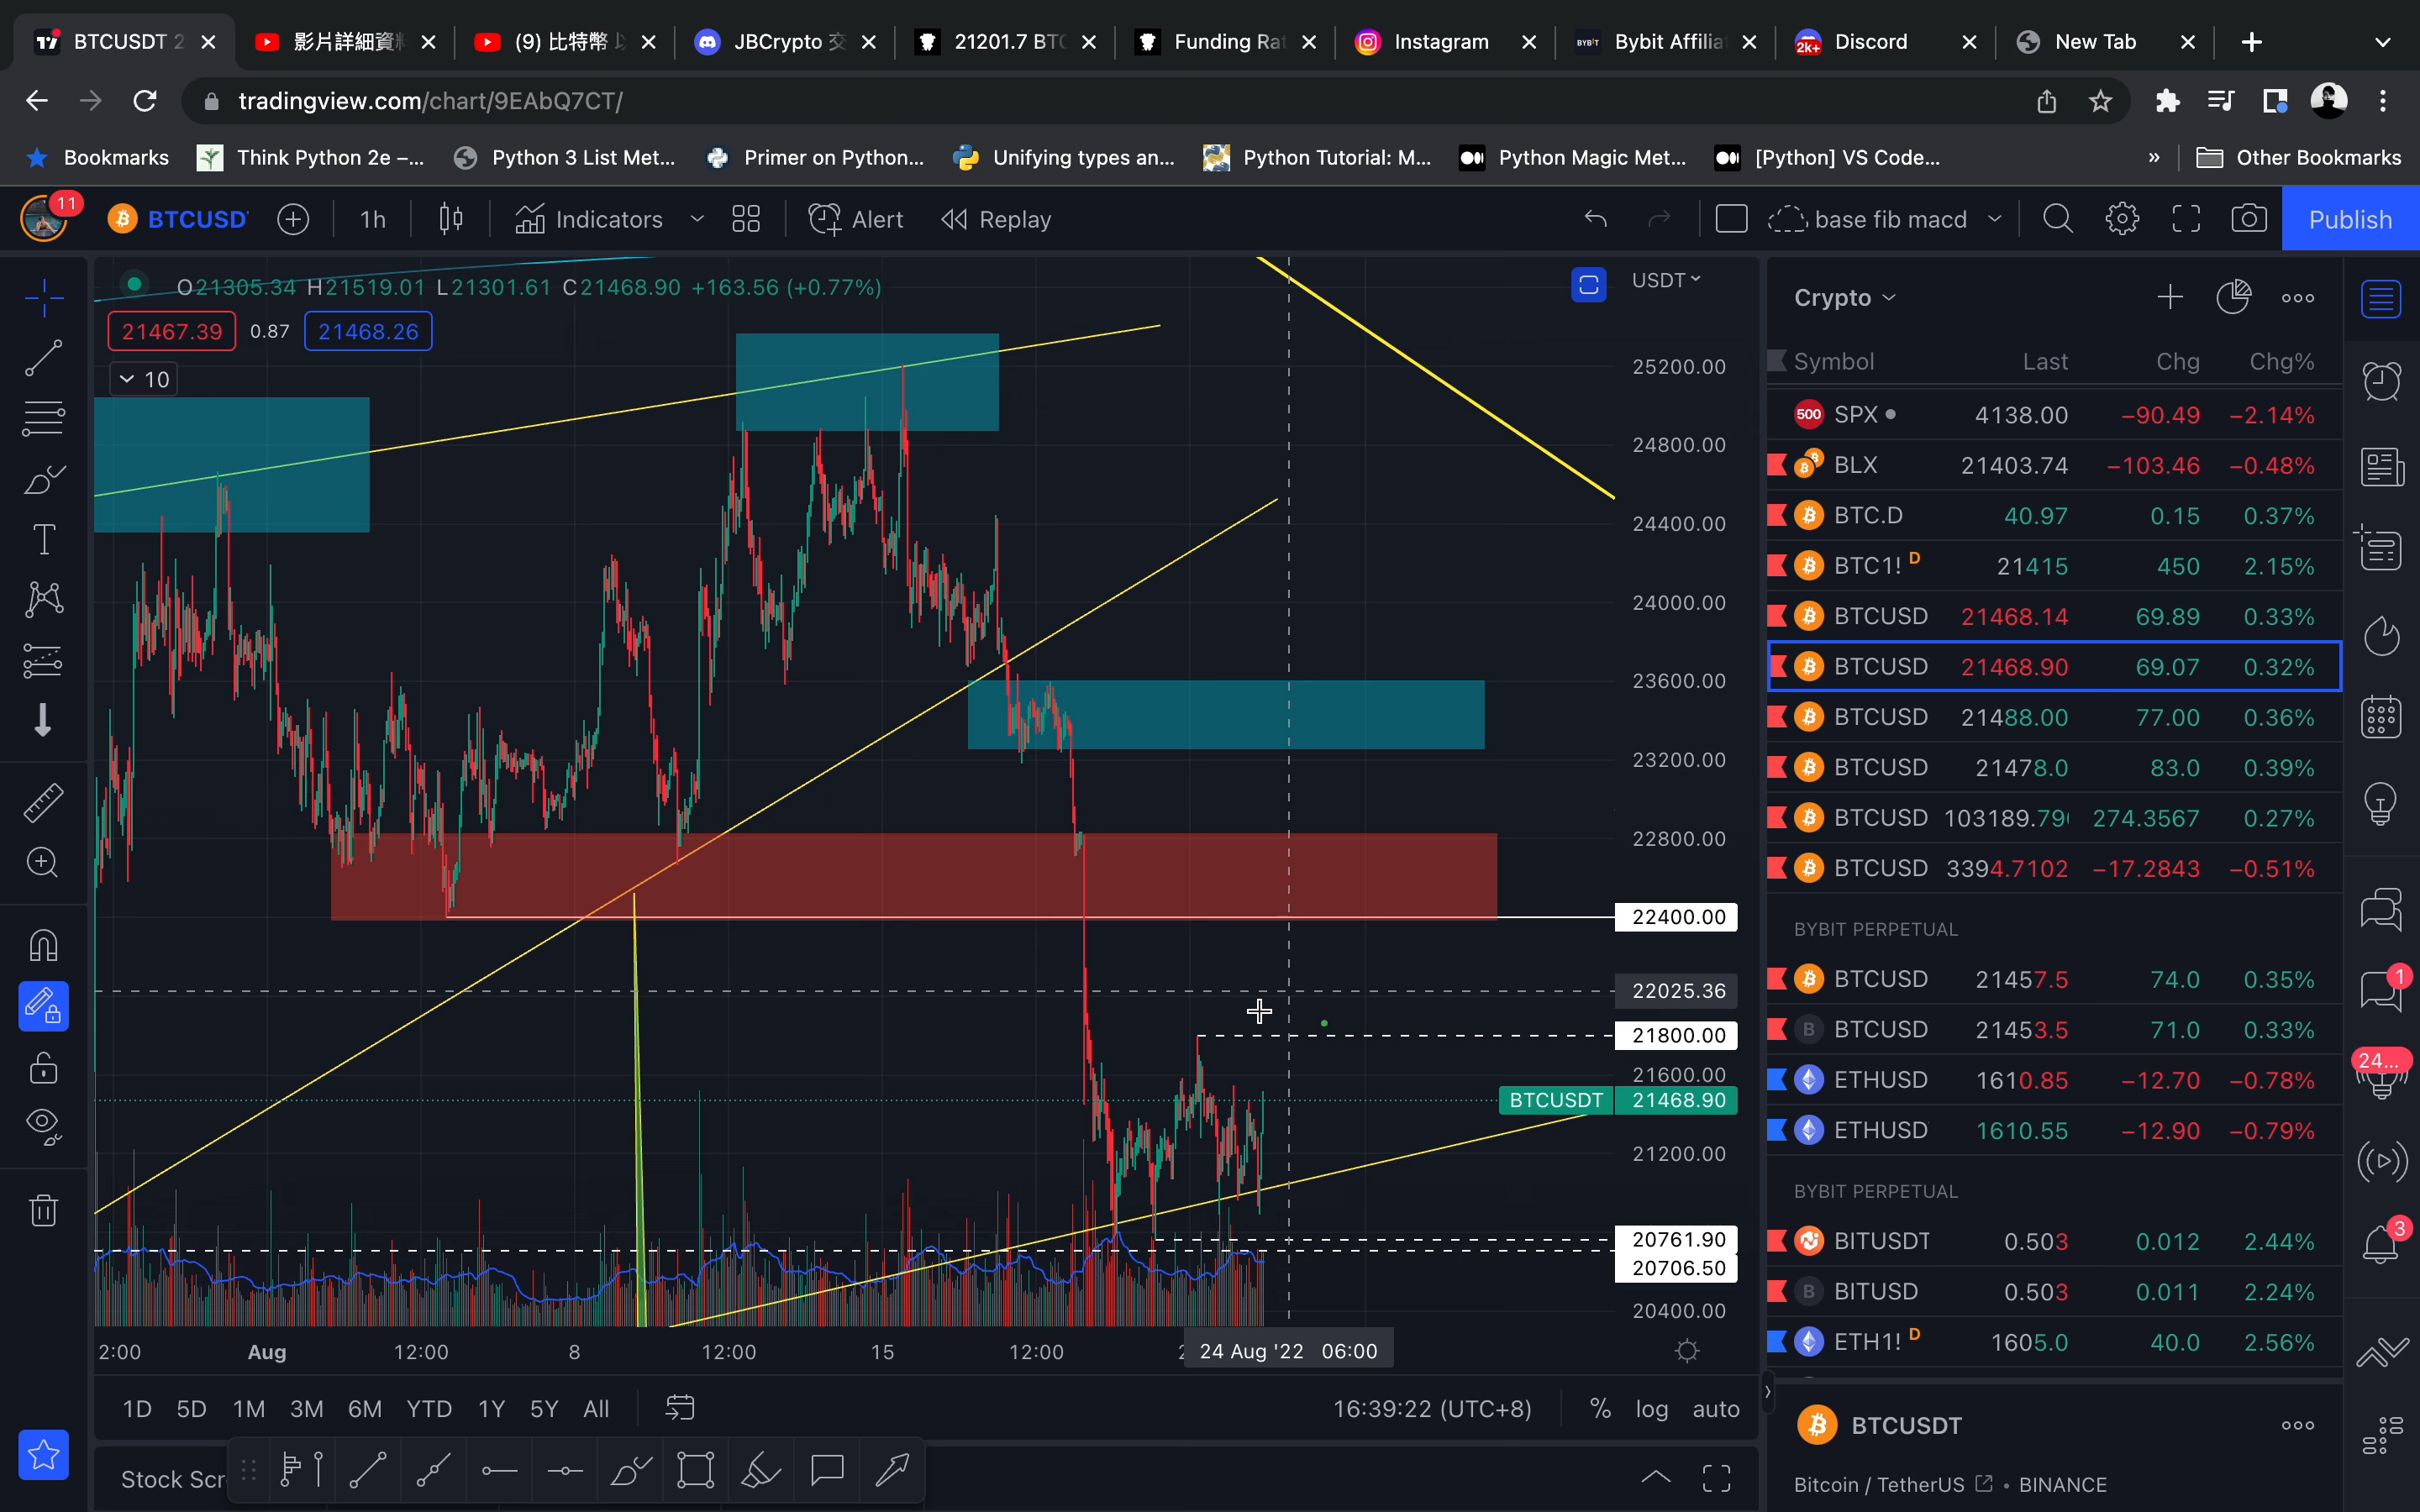 BTCUSDT 2
影片詳細資料
(9) 比特幣 以
JBCrypto 交
21201.7 BTC
Funding Rat
Instagram
Bybit Affilia
2k+
Discord
New Tab
tradingview.com/chart/9EAbQ7CT/
Bookmarks
Think Python 2e –...
Python 3 List Met...
Primer on Python...
Unifying types an...
Python Tutorial: M...
Python Magic Met...
[Python] VS Code...
»
Other Bookmarks
11
BTCUSD
1h
Indicators
Alert
Replay
base fib macd
Publish
O21305.34 H21519.01 L21301.61 C21468.90 +163.56 (+0.77%)
21467.39 0.87 21468.26
10
USDT
25200.00
24800.00
24400.00
24000.00
23600.00
23200.00
22800.00
22400.00
22025.36
21800.00
21600.00
BTCUSDT 21468.90
21200.00
20761.90
20706.50
20400.00
2:00 Aug 12:00 8 12:00 15 12:00 24 Aug '22 06:00
1D 5D 1M 3M 6M YTD 1Y 5Y All
16:39:22 (UTC+8) % log auto
Stock Scr
Crypto
Symbol Last Chg Chg%
500 SPX 4138.00 −90.49 −2.14%
BLX 21403.74 −103.46 −0.48%
BTC.D 40.97 0.15 0.37%
BTC1! D 21415 450 2.15%
BTCUSD 21468.14 69.89 0.33%
BTCUSD 21468.90 69.07 0.32%
BTCUSD 21488.00 77.00 0.36%
BTCUSD 21478.0 83.0 0.39%
BTCUSD 103189.79 274.3567 0.27%
BTCUSD 3394.7102 −17.2843 −0.51%
BYBIT PERPETUAL
BTCUSD 21457.5 74.0 0.35%
BTCUSD 21453.5 71.0 0.33%
ETHUSD 1610.85 −12.70 −0.78%
ETHUSD 1610.55 −12.90 −0.79%
BYBIT PERPETUAL
BITUSDT 0.503 0.012 2.44%
BITUSD 0.503 0.011 2.24%
ETH1! D 1605.0 40.0 2.56%
BTCUSDT
Bitcoin / TetherUS • BINANCE
1
24...
3